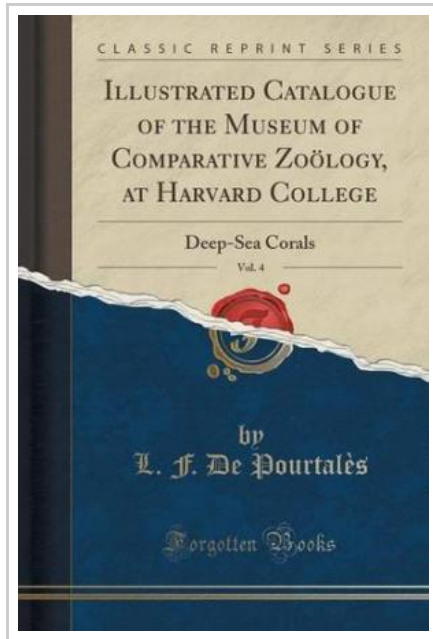 CLASSIC REPRINT SERIES
ILLUSTRATED CATALOGUE
OF THE MUSEUM OF
COMPARATIVE ZOÖLOGY,
AT HARVARD COLLEGE
Deep-Sea Corals
Vol. 4
F
by
L. F. De Pourtalès
Forgotten Books